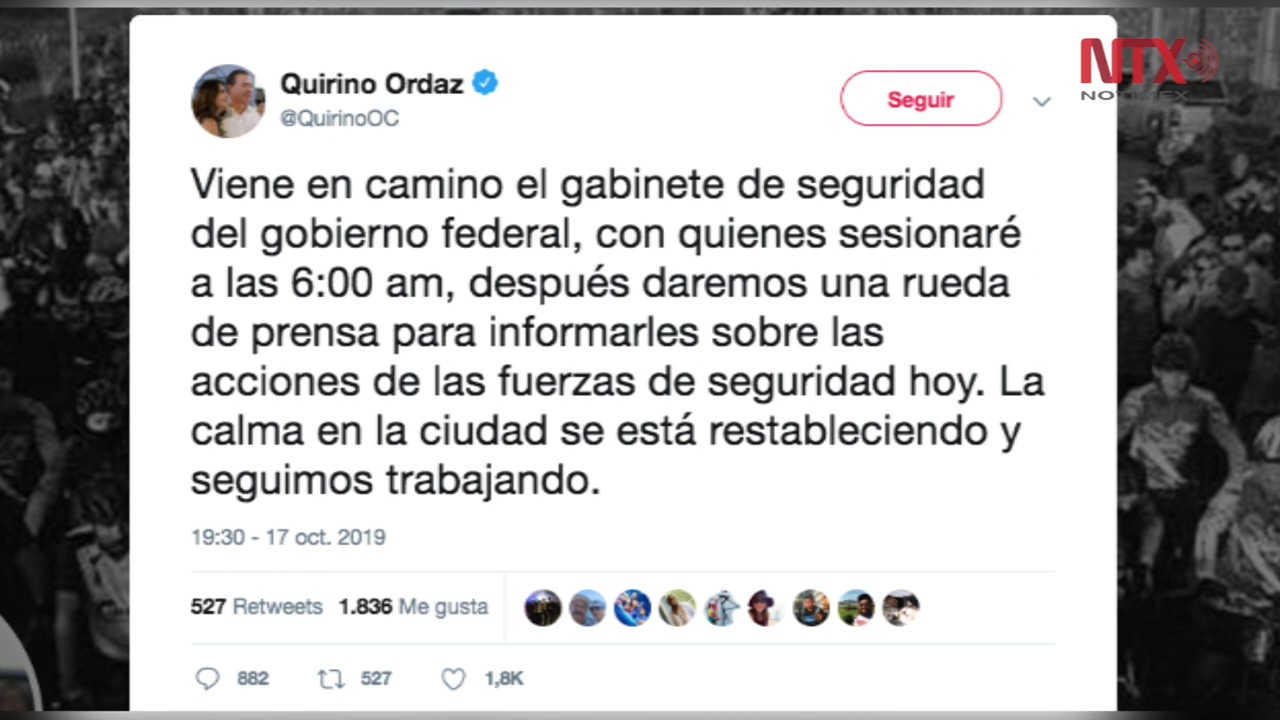 NTX
NOTIMEX
Quirino Ordaz
@QuirinoOC
Seguir
Viene en camino el gabinete de seguridad
del gobierno federal, con quienes sesionaré
a las 6:00 am, después daremos una rueda
de prensa para informarles sobre las
acciones de las fuerzas de seguridad hoy. La
calma en la ciudad se está restableciendo y
seguimos trabajando.
19:30 - 17 oct. 2019
527 Retweets 1.836 Me gusta
882 527 1,8K